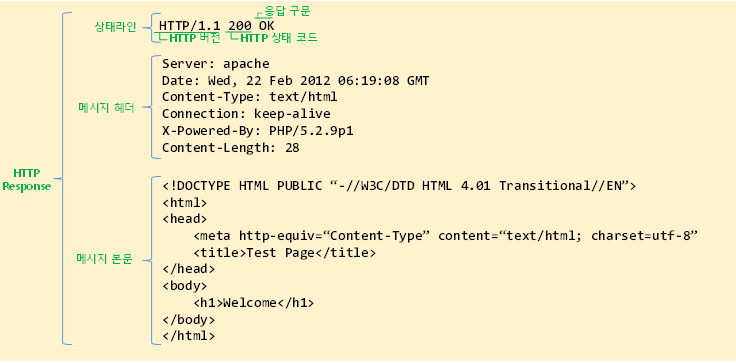 응답 구문
상태라인 HTTP/1.1 200 OK
HTTP 버전 HTTP 상태 코드
Server: apache
Date: Wed, 22 Feb 2012 06:19:08 GMT
Content-Type: text/html
메시지 헤더
Connection: keep-alive
X-Powered-By: PHP/5.2.9p1
Content-Length: 28
HTTP
Response
<!DOCTYPE HTML PUBLIC “-//W3C/DTD HTML 4.01 Transitional//EN”>
<html>
<head>
<meta http-equiv=“Content-Type” content=“text/html; charset=utf-8”
메시지 본문
<title>Test Page</title>
</head>
<body>
<h1>Welcome</h1>
</body>
</html>